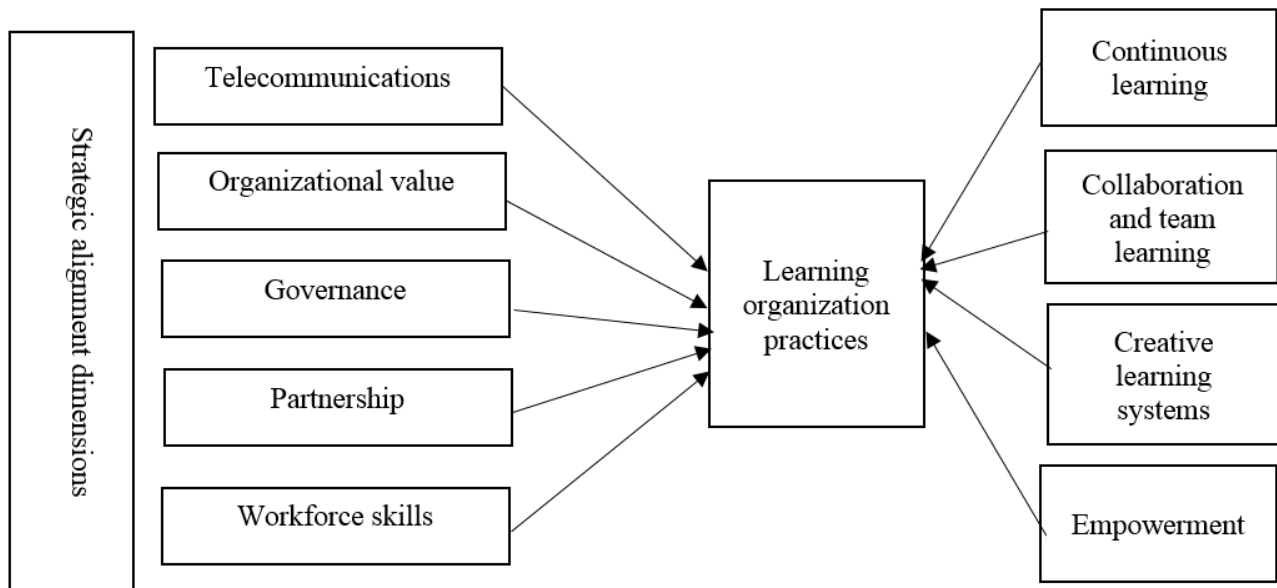 Strategic alignment dimensions
Telecommunications
Organizational value
Governance
Partnership
Workforce skills
Learning
organization
practices
Continuous
learning
Collaboration
and team
learning
Creative
learning
systems
Empowerment